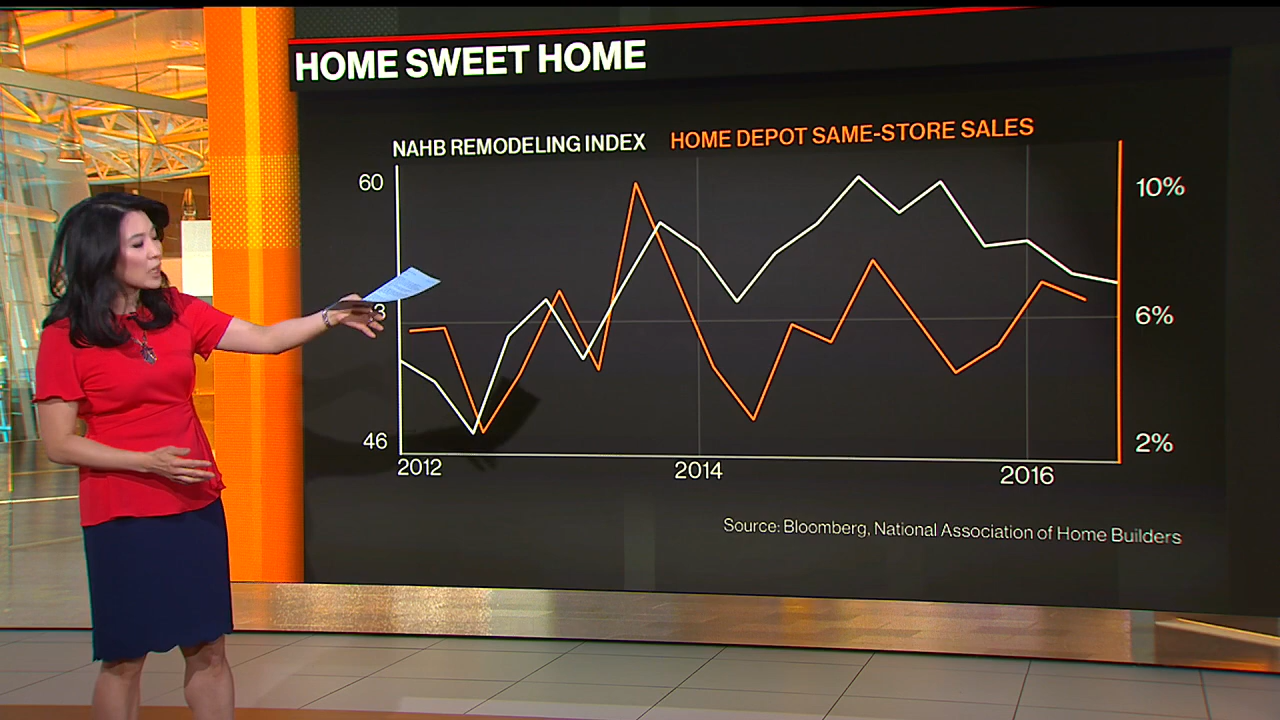 HOME SWEET HOME
NAHB REMODELING INDEX HOME DEPOT SAME-STORE SALES
60 10%
3 6%
46 2%
2012 2014 2016
Source: Bloomberg, National Association of Home Builders